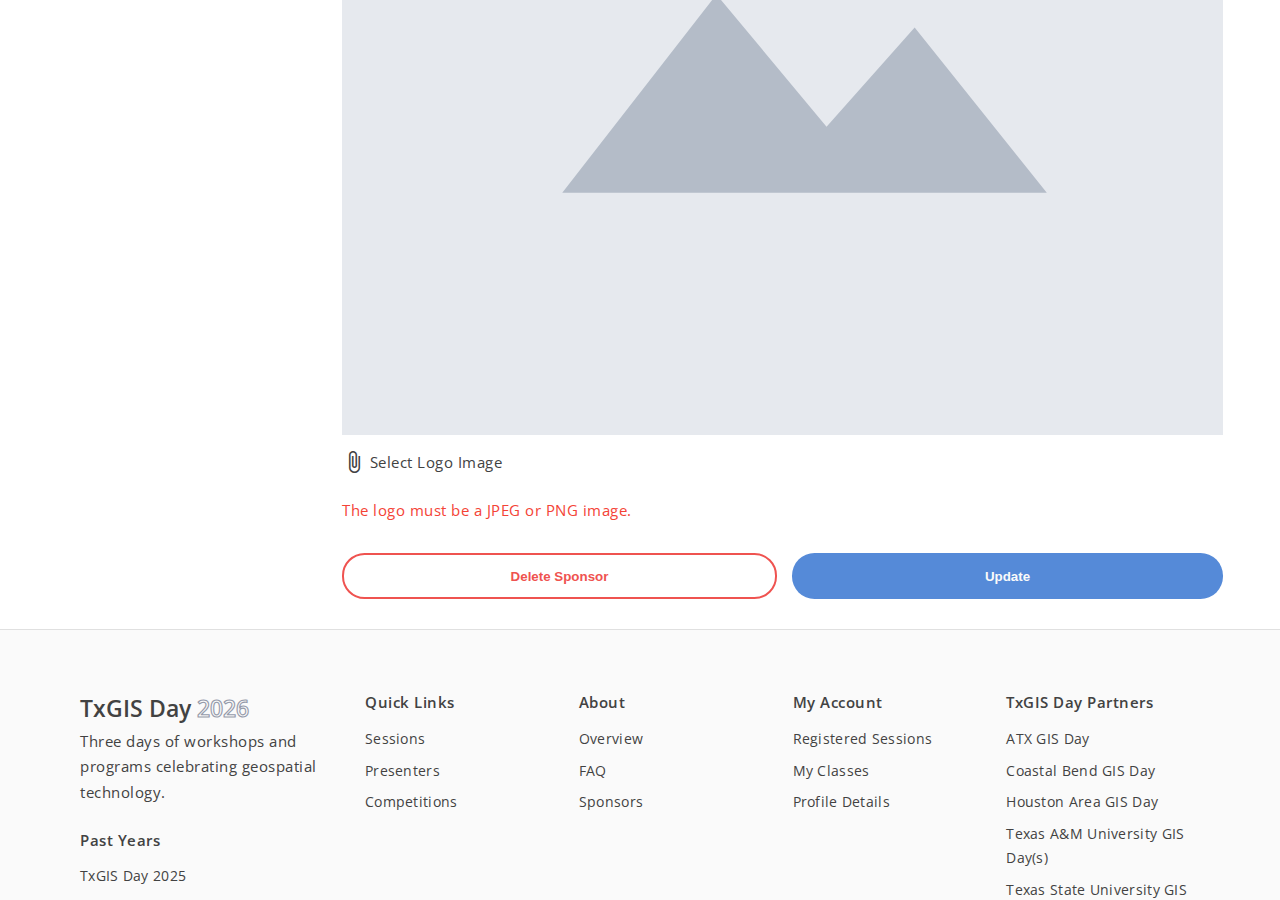 Select Logo Image
The logo must be a JPEG or PNG image.
Delete Sponsor
Update
TxGIS Day 2026
Three days of workshops and
programs celebrating geospatial
technology.
Past Years
TxGIS Day 2025
Quick Links
Sessions
Presenters
Competitions
About
Overview
FAQ
Sponsors
My Account
Registered Sessions
My Classes
Profile Details
TxGIS Day Partners
ATX GIS Day
Coastal Bend GIS Day
Houston Area GIS Day
Texas A&M University GIS
Day(s)
Texas State University GIS